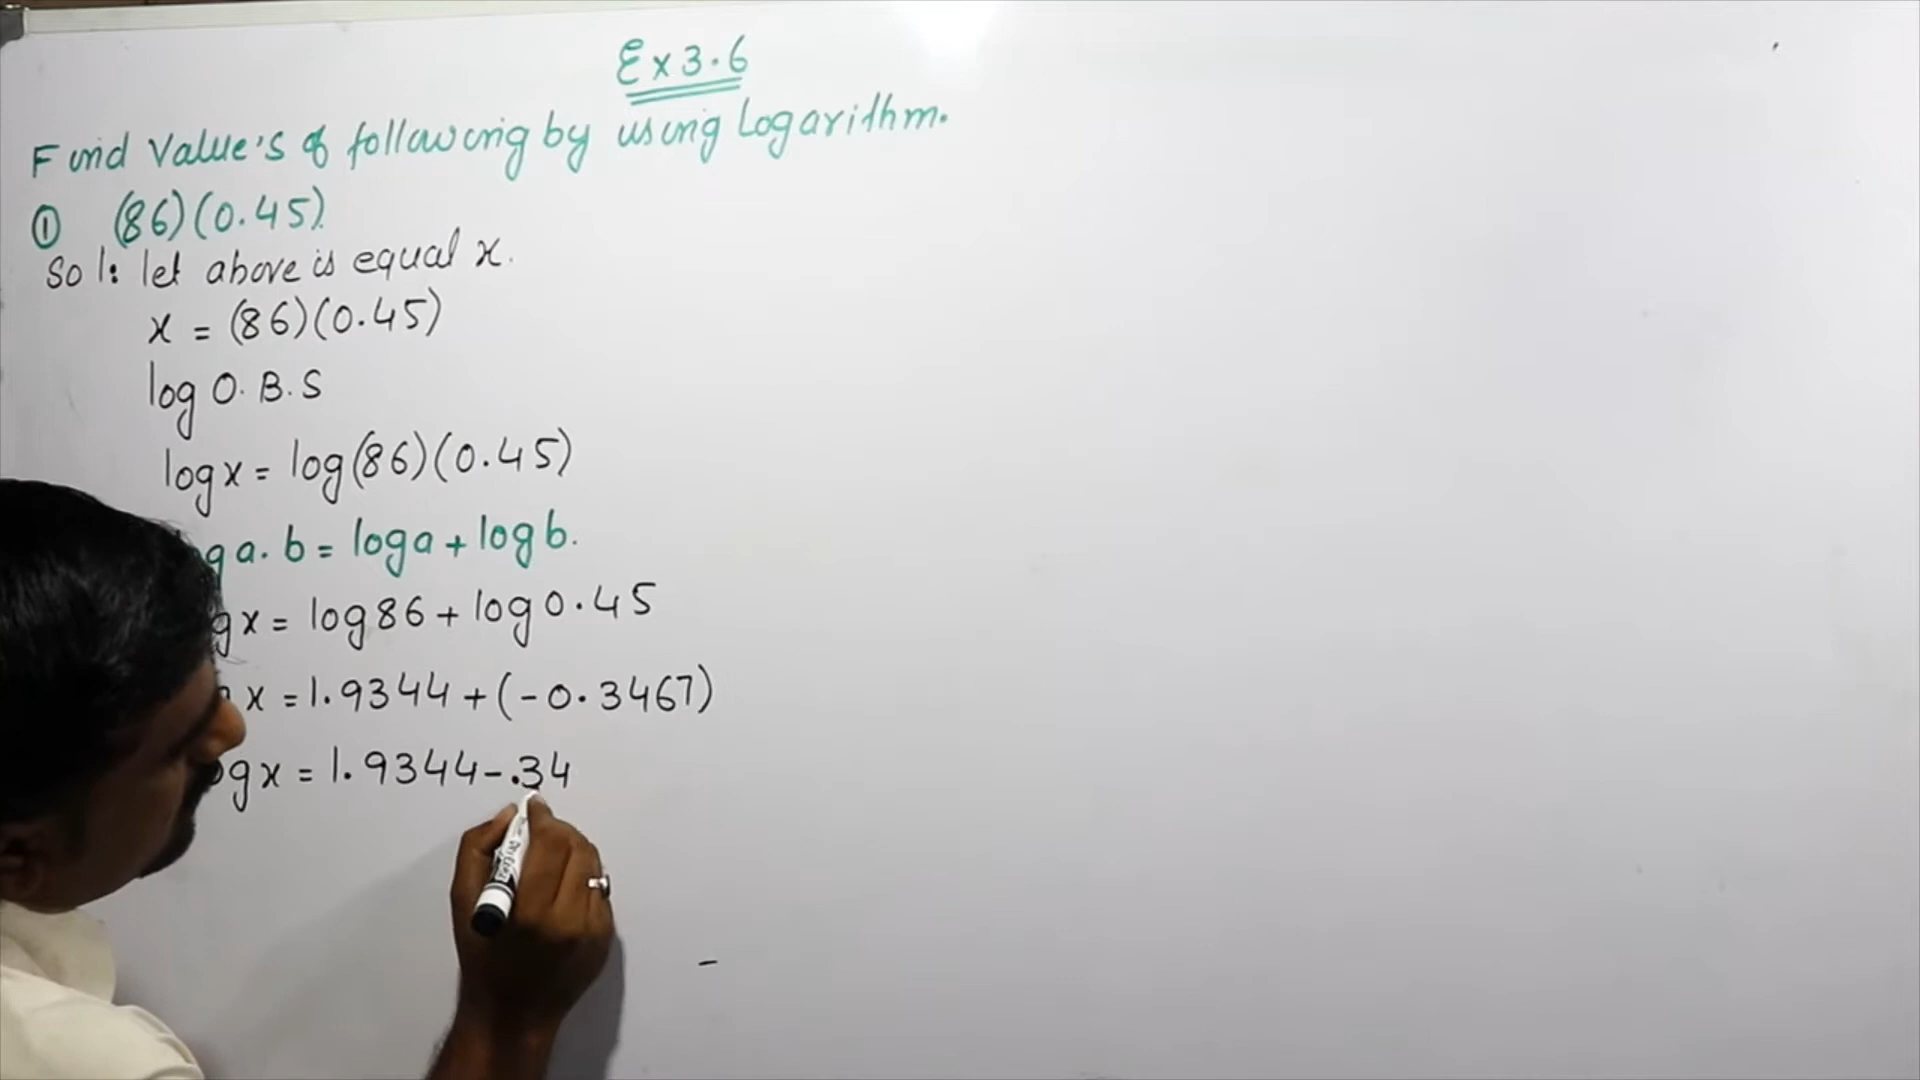 Ex 3.6
Find Value's of following by using Logarithm.
① (86)(0.45).
Sol: let above is equal x.
x = (86)(0.45)
log O.B.S
log x = log(86)(0.45)
g a.b = log a + log b.
g x = log 86 + log 0.45
x = 1.9344 + (-0.3467)
og x = 1.9344 - .34
-